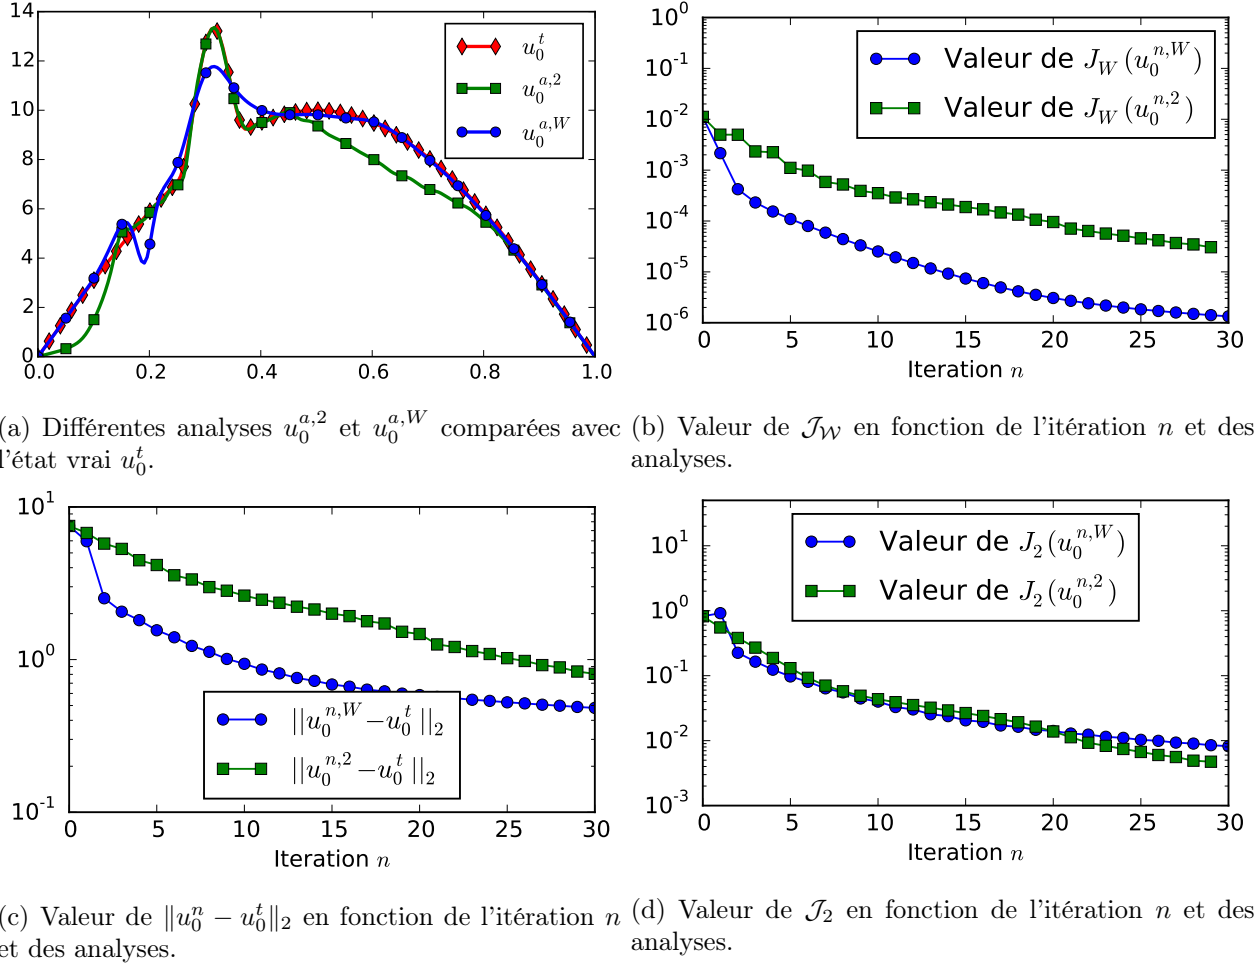 14
12
10
8
6
4
2
0
0.0 0.2 0.4 0.6 0.8 1.0
u_0^t
u_0^{a,2}
u_0^{a,W}
(a) Différentes analyses u_0^{a,2} et u_0^{a,W} comparées avec
l'état vrai u_0^t.
10^0
10^{-1}
10^{-2}
10^{-3}
10^{-4}
10^{-5}
10^{-6}
0 5 10 15 20 25 30
Iteration n
Valeur de J_W(u_0^{n,W})
Valeur de J_W(u_0^{n,2})
(b) Valeur de J_W en fonction de l'itération n et des
analyses.
10^1
10^0
10^{-1}
0 5 10 15 20 25 30
Iteration n
||u_0^{n,W}−u_0^t||_2
||u_0^{n,2}−u_0^t||_2
(c) Valeur de ‖u_0^n − u_0^t‖_2 en fonction de l'itération n
et des analyses.
10^1
10^0
10^{-1}
10^{-2}
10^{-3}
0 5 10 15 20 25 30
Iteration n
Valeur de J_2(u_0^{n,W})
Valeur de J_2(u_0^{n,2})
(d) Valeur de J_2 en fonction de l'itération n et des
analyses.